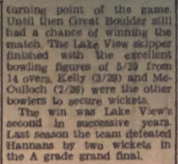 turning point of the game.
Until then Great Boulder still
had a chance of winning the
match. The Lake View skipper
finished with the excellent
bowling figures of 5/39 from
14 overs. Kelly (3/29) and Mc-
Culloch (2/26) were the other
bowlers to secure wickets.
The win was Lake View's
second in successive years.
Last season the team defeated
Hannans by two wickets in
the A grade grand final.